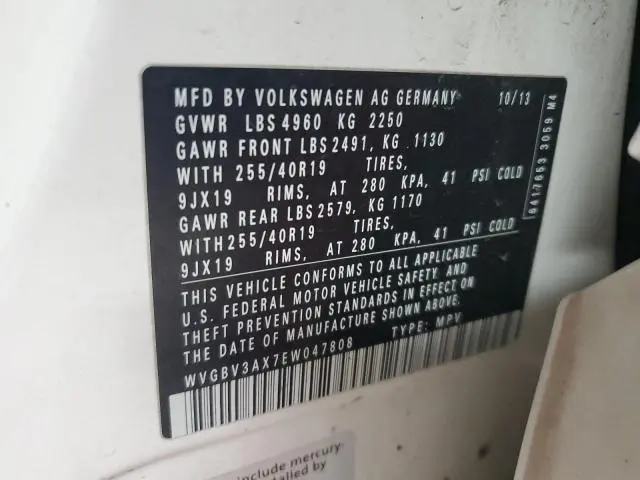 MFD BY VOLKSWAGEN AG GERMANY 10/13
GVWR LBS 4960 KG 2250
GAWR FRONT LBS 2491, KG 1130
WITH 255/40R19 TIRES,
9JX19 RIMS, AT 280 KPA, 41 PSI COLD
GAWR REAR LBS 2579, KG 1170
WITH 255/40R19 TIRES,
9JX19 RIMS, AT 280 KPA, 41 PSI COLD
THIS VEHICLE CONFORMS TO ALL APPLICABLE
U.S. FEDERAL MOTOR VEHICLE SAFETY AND
THEFT PREVENTION STANDARDS IN EFFECT ON
THE DATE OF MANUFACTURE SHOWN ABOVE.
WVGBV3AX7EW047808 TYPE: MPV
6417653 3059 M4
include mercury.
installed by